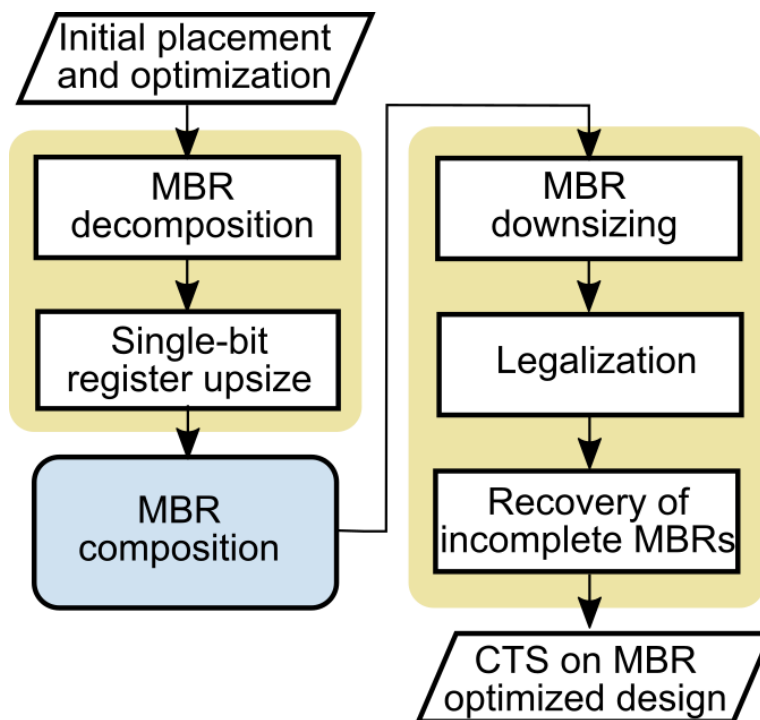 Initial placement
and optimization
MBR
decomposition
Single-bit
register upsize
MBR
composition
MBR
downsizing
Legalization
Recovery of
incomplete MBRs
CTS on MBR
optimized design